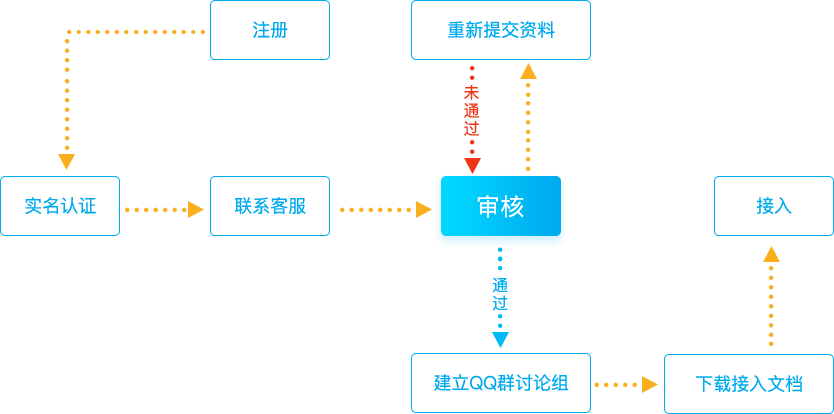 注册
重新提交资料
未通过
实名认证
联系客服
审核
接入
通过
建立QQ群讨论组
下载接入文档